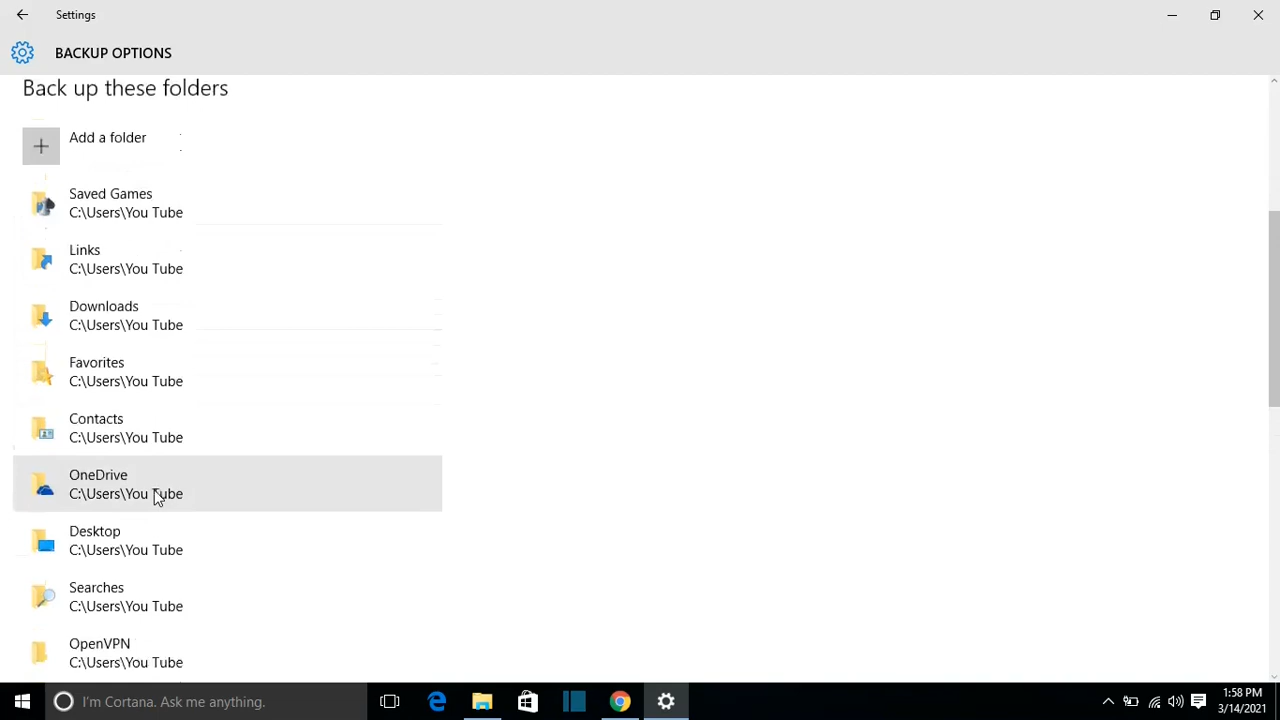 Settings
BACKUP OPTIONS
Back up these folders
Add a folder
Saved Games
C:\Users\You Tube
Links
C:\Users\You Tube
Downloads
C:\Users\You Tube
Favorites
C:\Users\You Tube
Contacts
C:\Users\You Tube
OneDrive
C:\Users\You Tube
Desktop
C:\Users\You Tube
Searches
C:\Users\You Tube
OpenVPN
C:\Users\You Tube
I'm Cortana. Ask me anything.
1:58 PM
3/14/2021